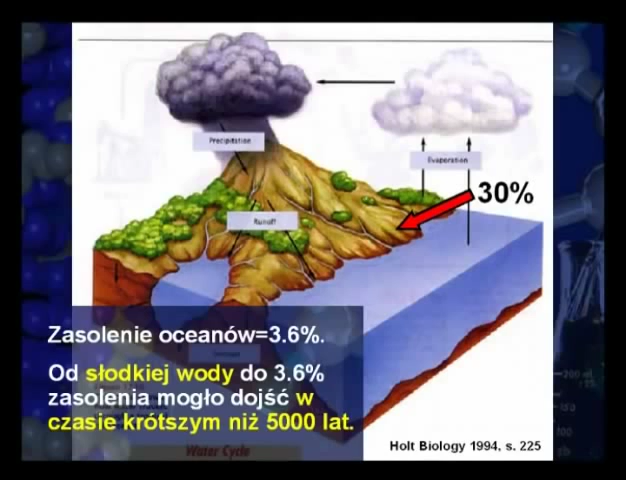 Precipitation
Evaporation
30%
Runoff
Zasolenie oceanów=3.6%.
Od słodkiej wody do 3.6%
zasolenia mogło dojść w
czasie krótszym niż 5000 lat.
Water Cycle
Holt Biology 1994, s. 225